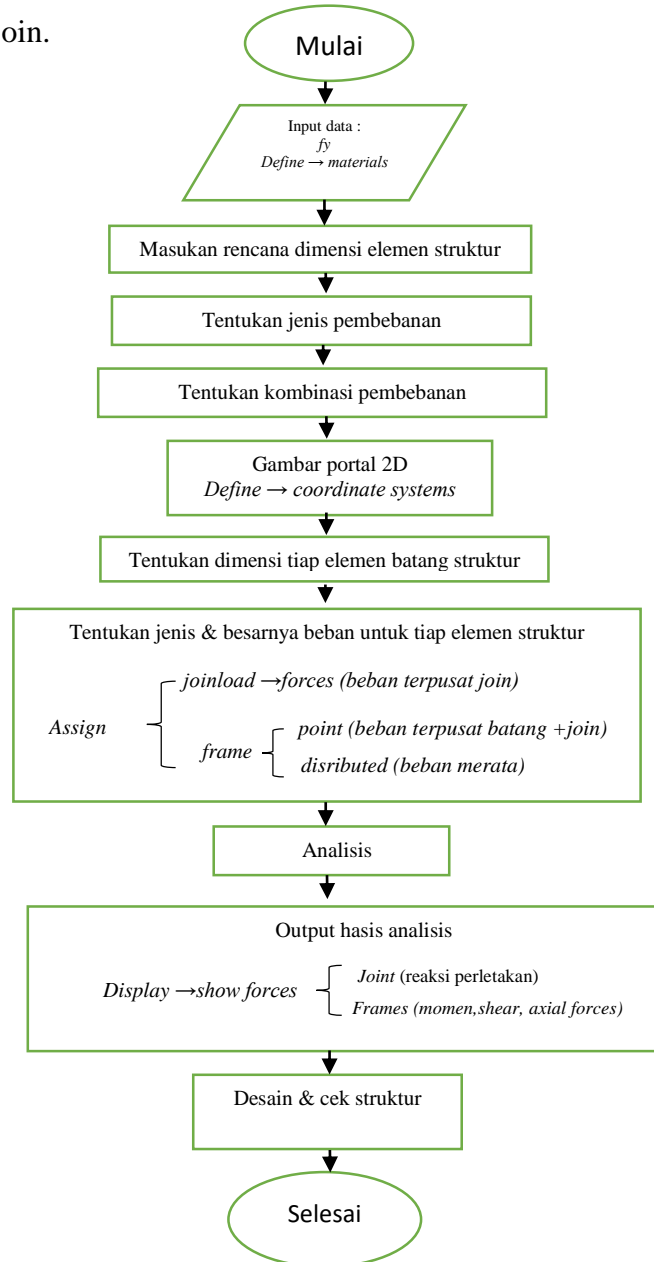 oin.
Mulai
Input data :
fy
Define → materials
Masukan rencana dimensi elemen struktur
Tentukan jenis pembebanan
Tentukan kombinasi pembebanan
Gambar portal 2D
Define → coordinate systems
Tentukan dimensi tiap elemen batang struktur
Tentukan jenis & besarnya beban untuk tiap elemen struktur
joinload →forces (beban terpusat join)
Assign
point (beban terpusat batang +join)
frame
disributed (beban merata)
Analisis
Output hasis analisis
Joint (reaksi perletakan)
Display →show forces
Frames (momen,shear, axial forces)
Desain & cek struktur
Selesai